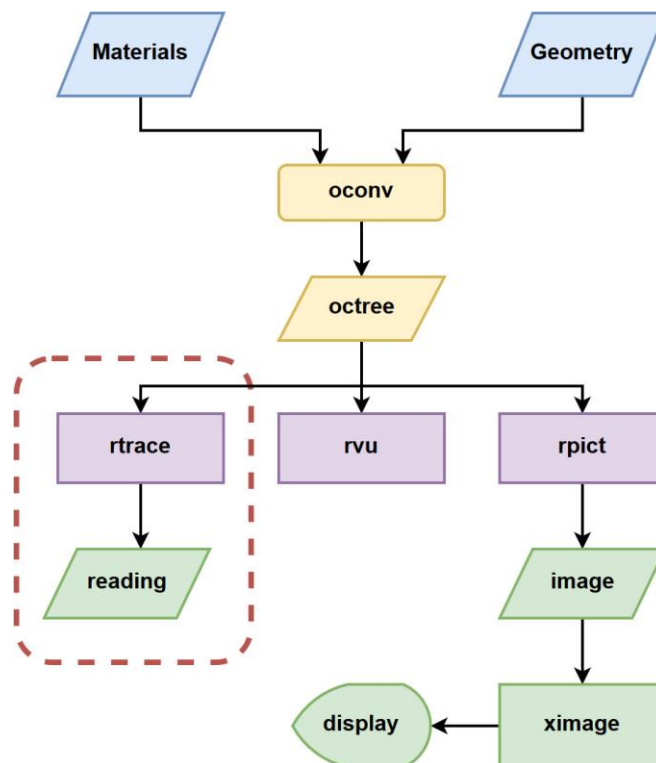 Materials
Geometry
oconv
octree
rtrace
rvu
rpict
reading
image
display
ximage